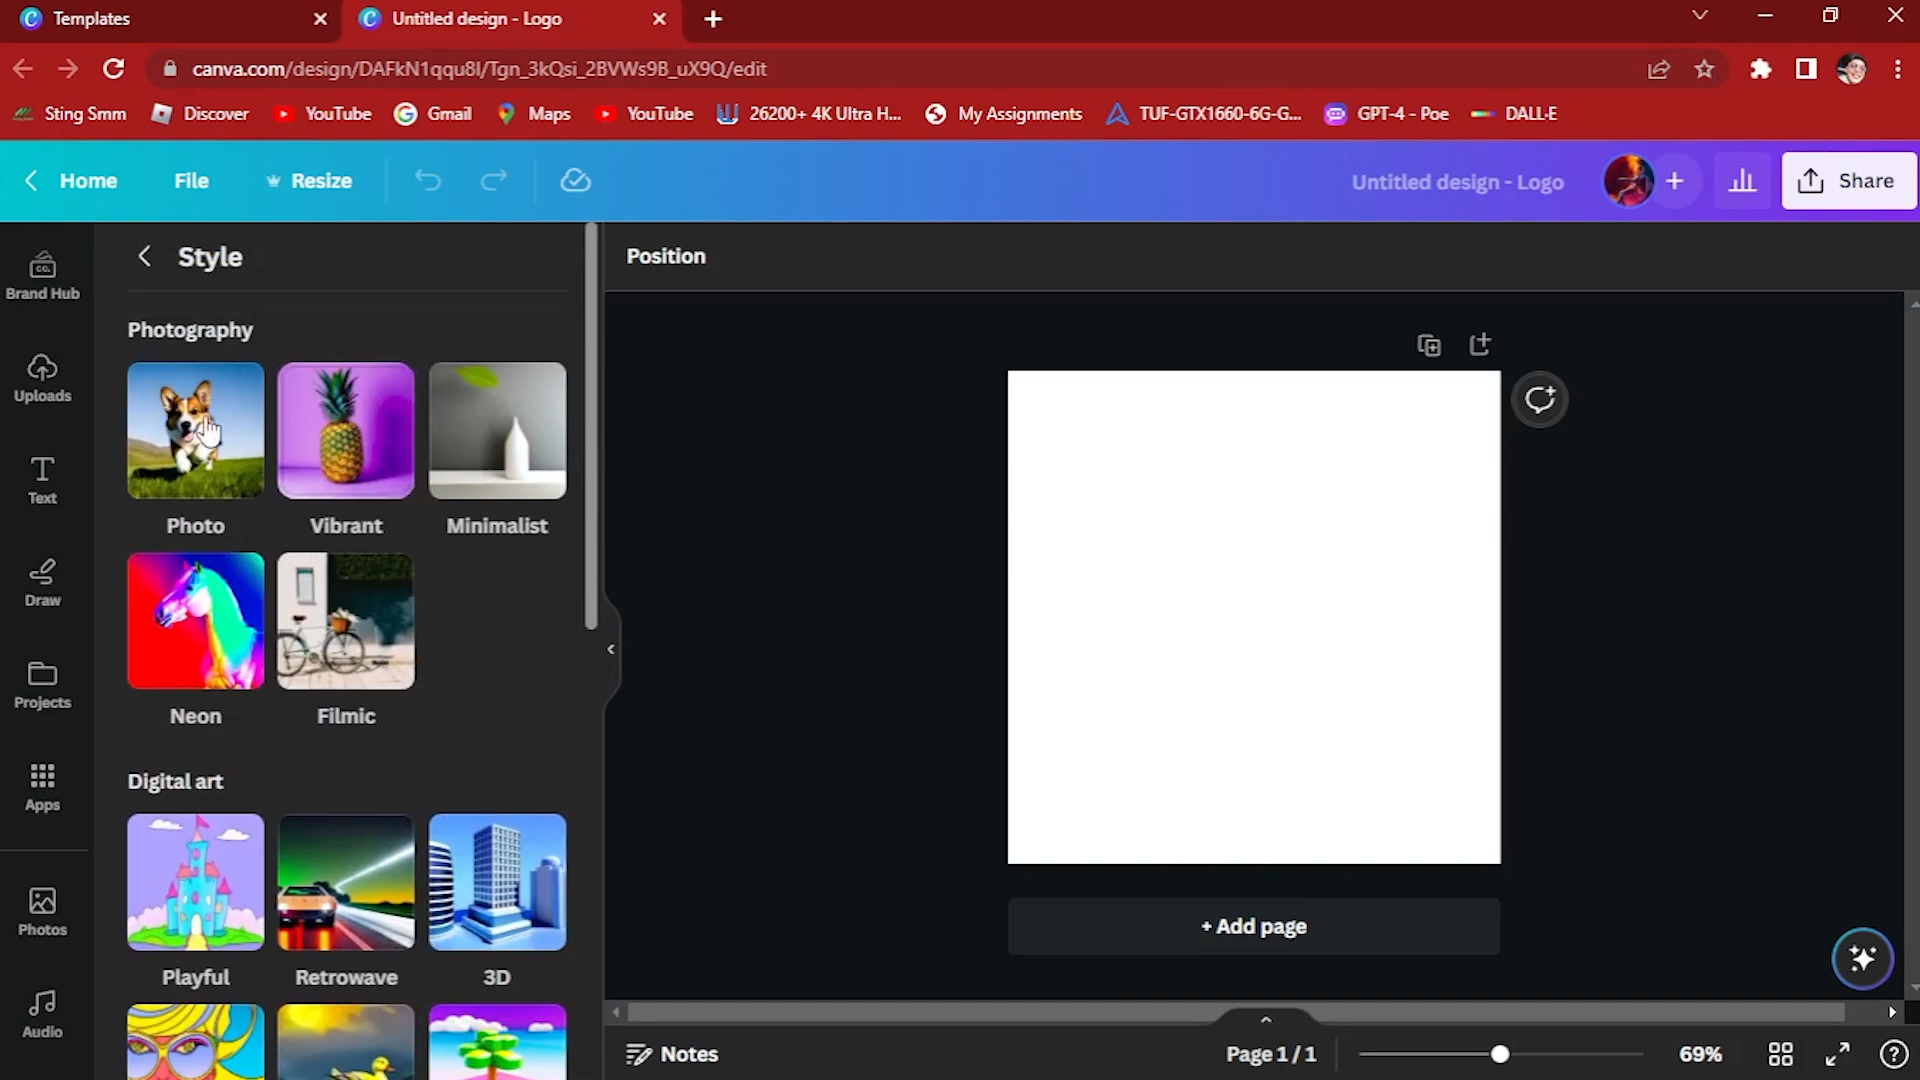 Templates
Untitled design - Logo
canva.com/design/DAFkN1qqu8I/Tgn_3kQsi_2BVWs9B_uX9Q/edit
Sting Smm
Discover
YouTube
Gmail
Maps
YouTube
26200+ 4K Ultra H...
My Assignments
TUF-GTX1660-6G-G...
GPT-4 - Poe
DALL·E
Home
File
Resize
Untitled design - Logo
Share
CO.
Brand Hub
Uploads
Text
Draw
Projects
Apps
Photos
Audio
Style
Photography
Photo
Vibrant
Minimalist
Neon
Filmic
Digital art
Playful
Retrowave
3D
Position
+ Add page
Notes
Page 1 / 1
69%